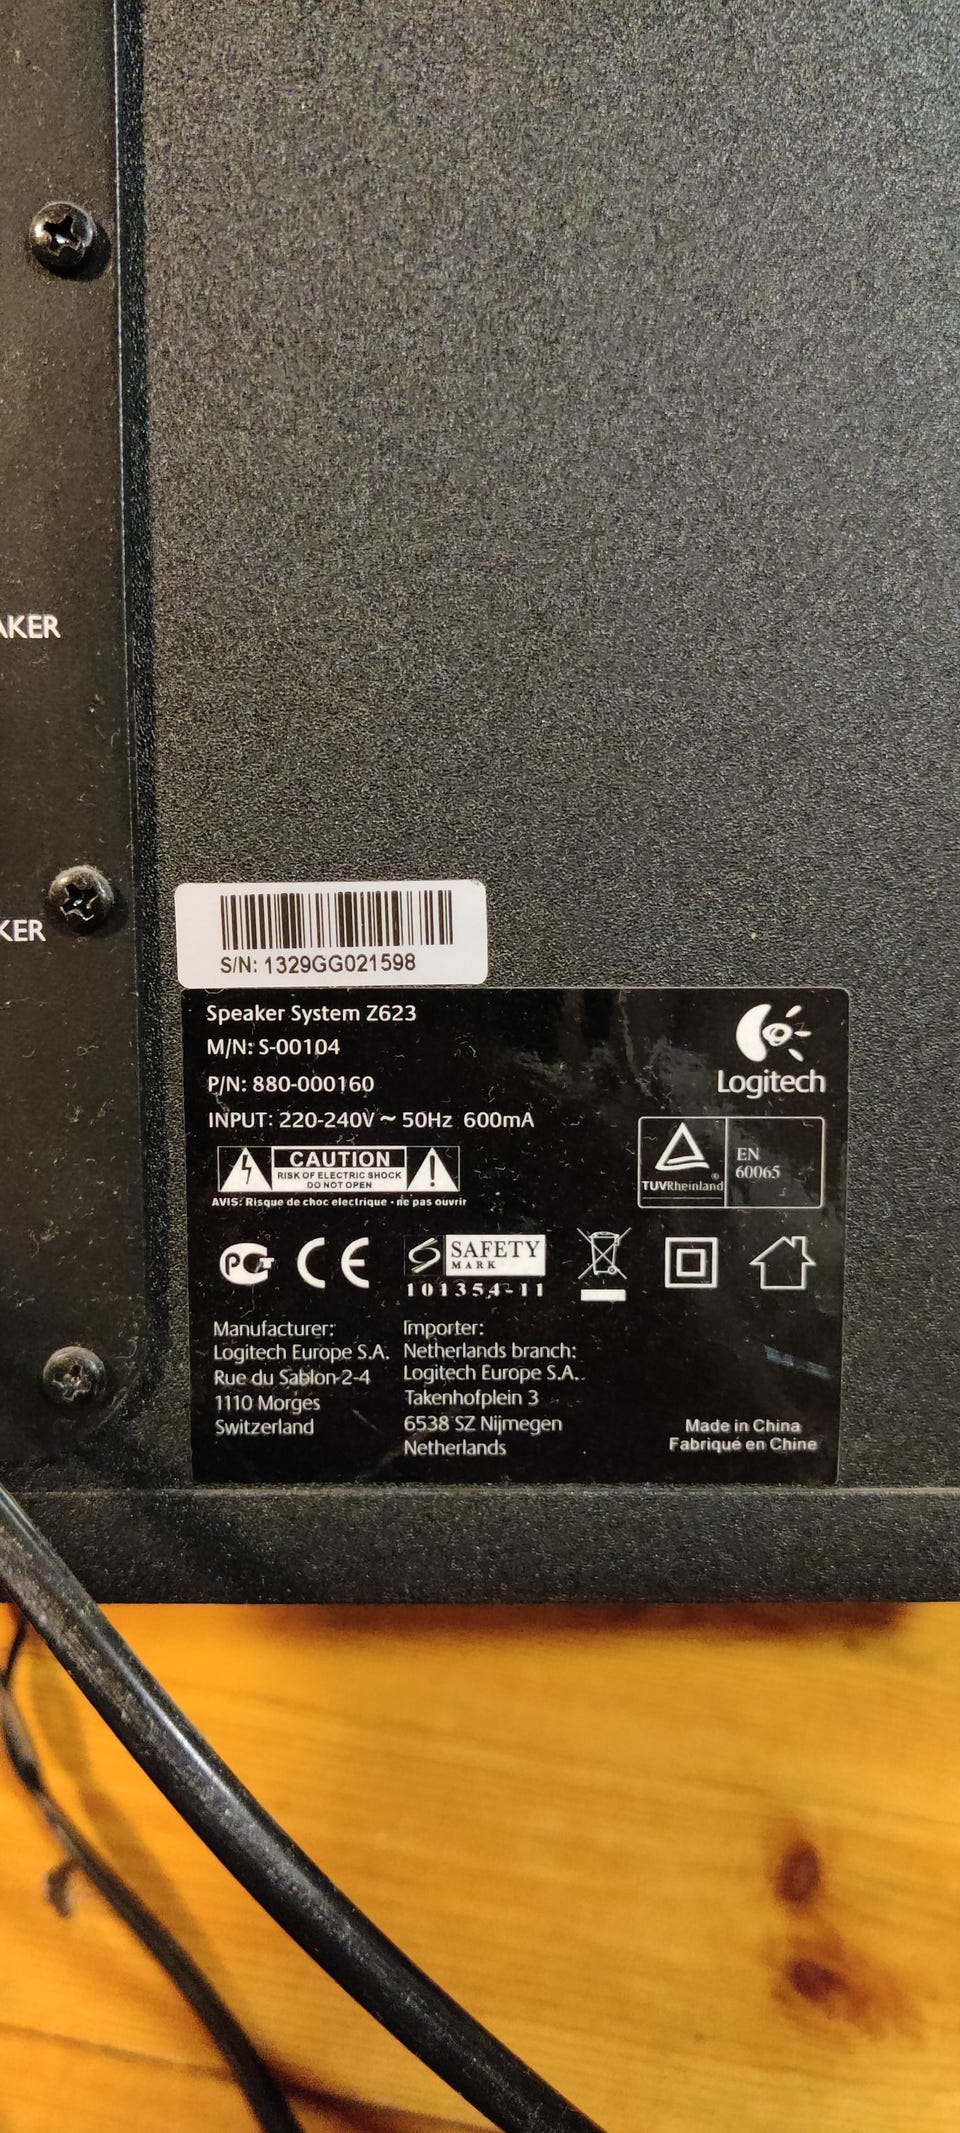 AKER
KER
S/N: 1329GG021598
Speaker System Z623
M/N: S-00104
P/N: 880-000160
INPUT: 220-240V ~ 50Hz 600mA
Logitech
CAUTION
RISK OF ELECTRIC SHOCK
DO NOT OPEN
AVIS: Risque de choc electrique - ne pas ouvrir
TUVRheinland ®
EN
60065
PCT
CE
SAFETY
MARK
101354-11
Manufacturer:
Logitech Europe S.A.
Rue du Sablon 2-4
1110 Morges
Switzerland
Importer:
Netherlands branch:
Logitech Europe S.A.
Takenhofplein 3
6538 SZ Nijmegen
Netherlands
Made in China
Fabriqué en Chine